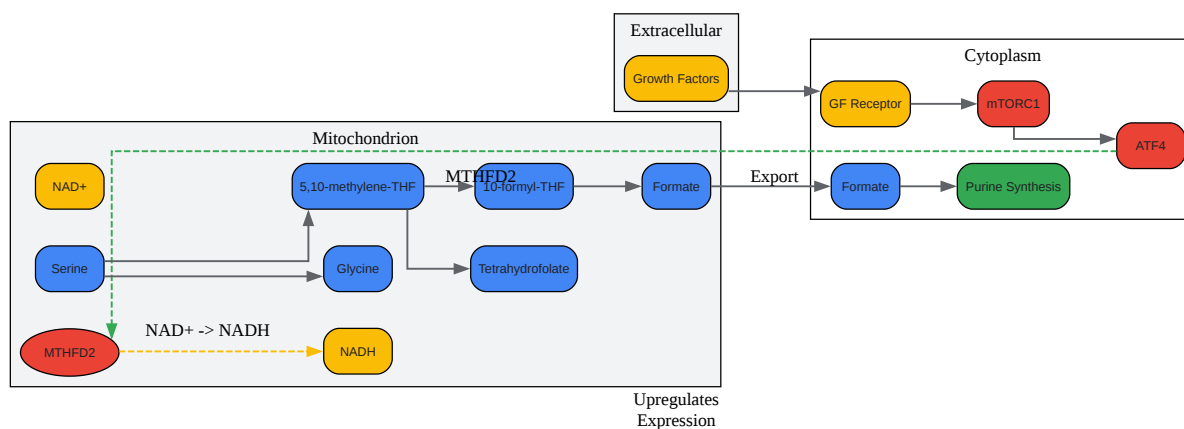 Extracellular
Growth Factors
Cytoplasm
GF Receptor
mTORC1
ATF4
Mitochondrion
NAD+
5,10-methylene-THF
MTHFD2
10-formyl-THF
Formate
Export
Formate
Purine Synthesis
Serine
Glycine
Tetrahydrofolate
MTHFD2
NAD+ -> NADH
NADH
Upregulates
Expression